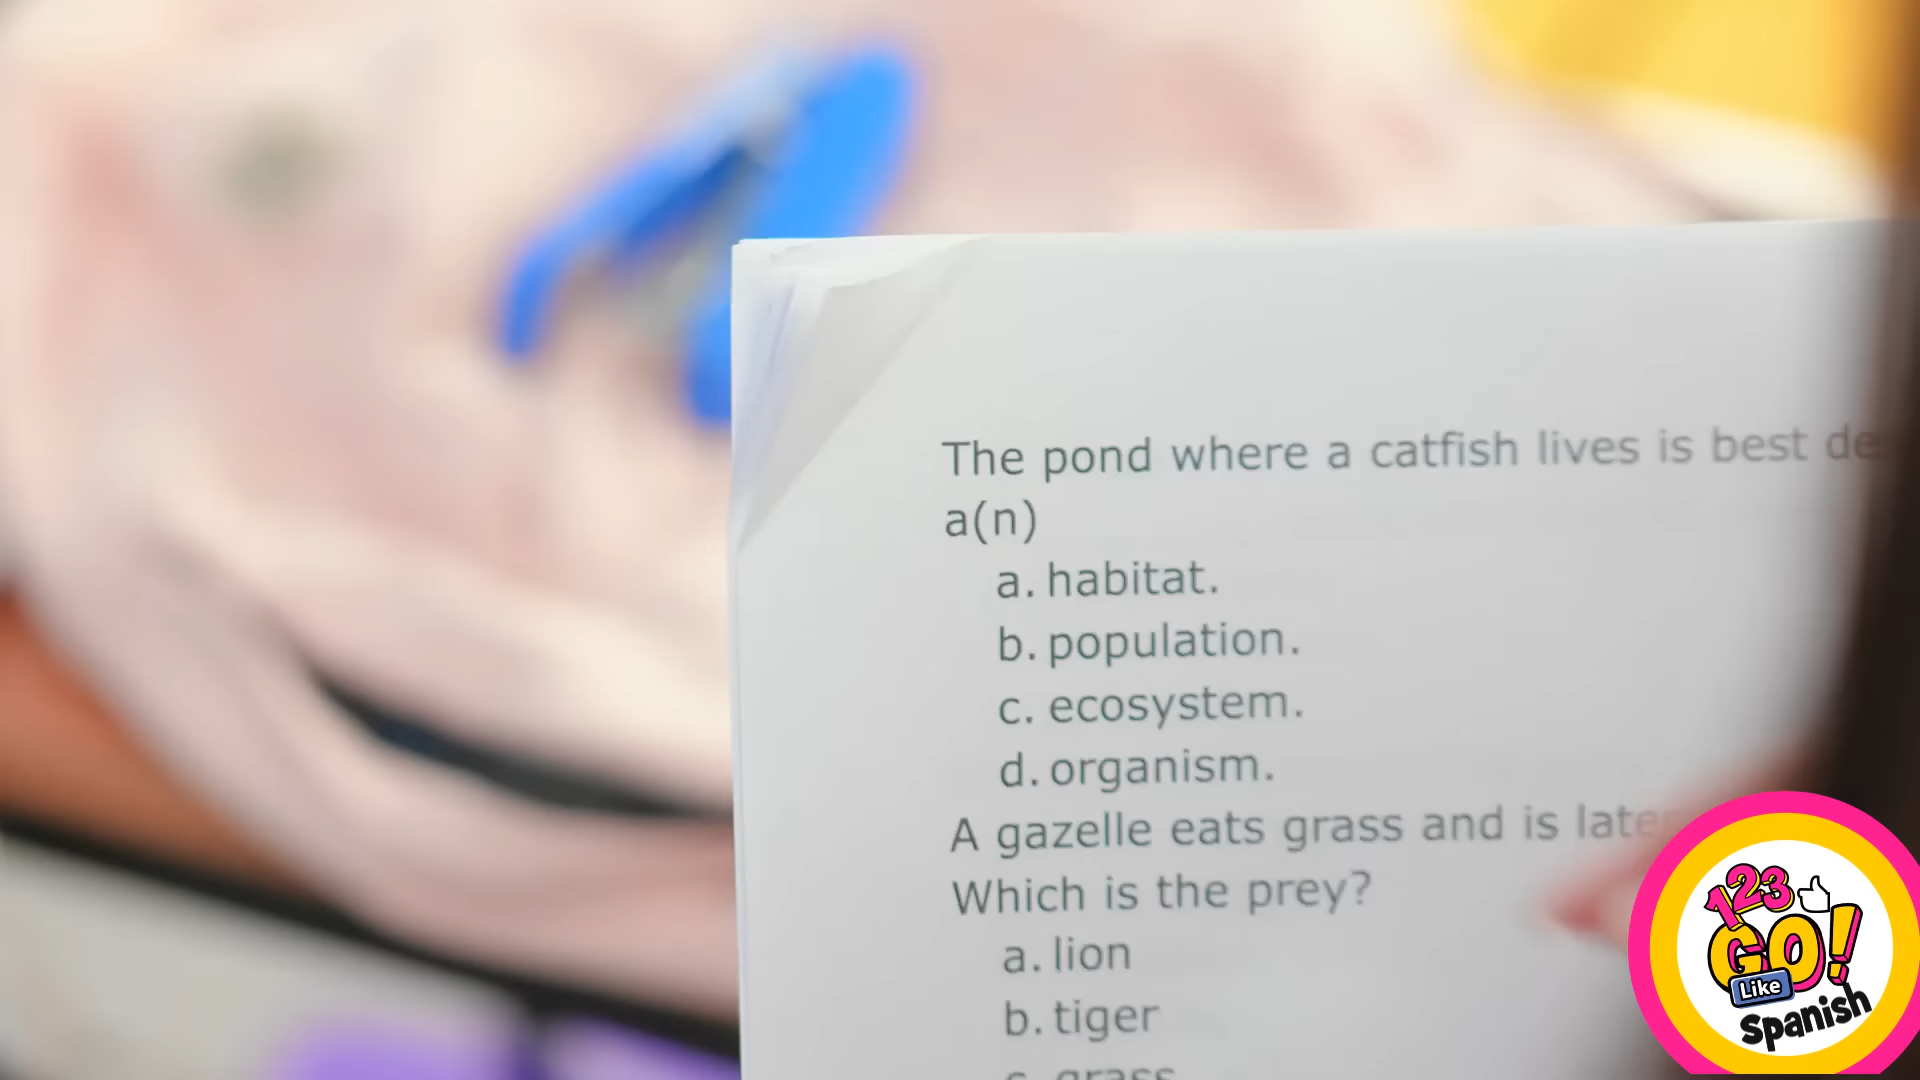 The pond where a catfish lives is best de
a(n)
a. habitat.
b. population.
c. ecosystem.
d. organism.
A gazelle eats grass and is late
Which is the prey?
a. lion
b. tiger
c. grass
123
GO!
Like
Spanish